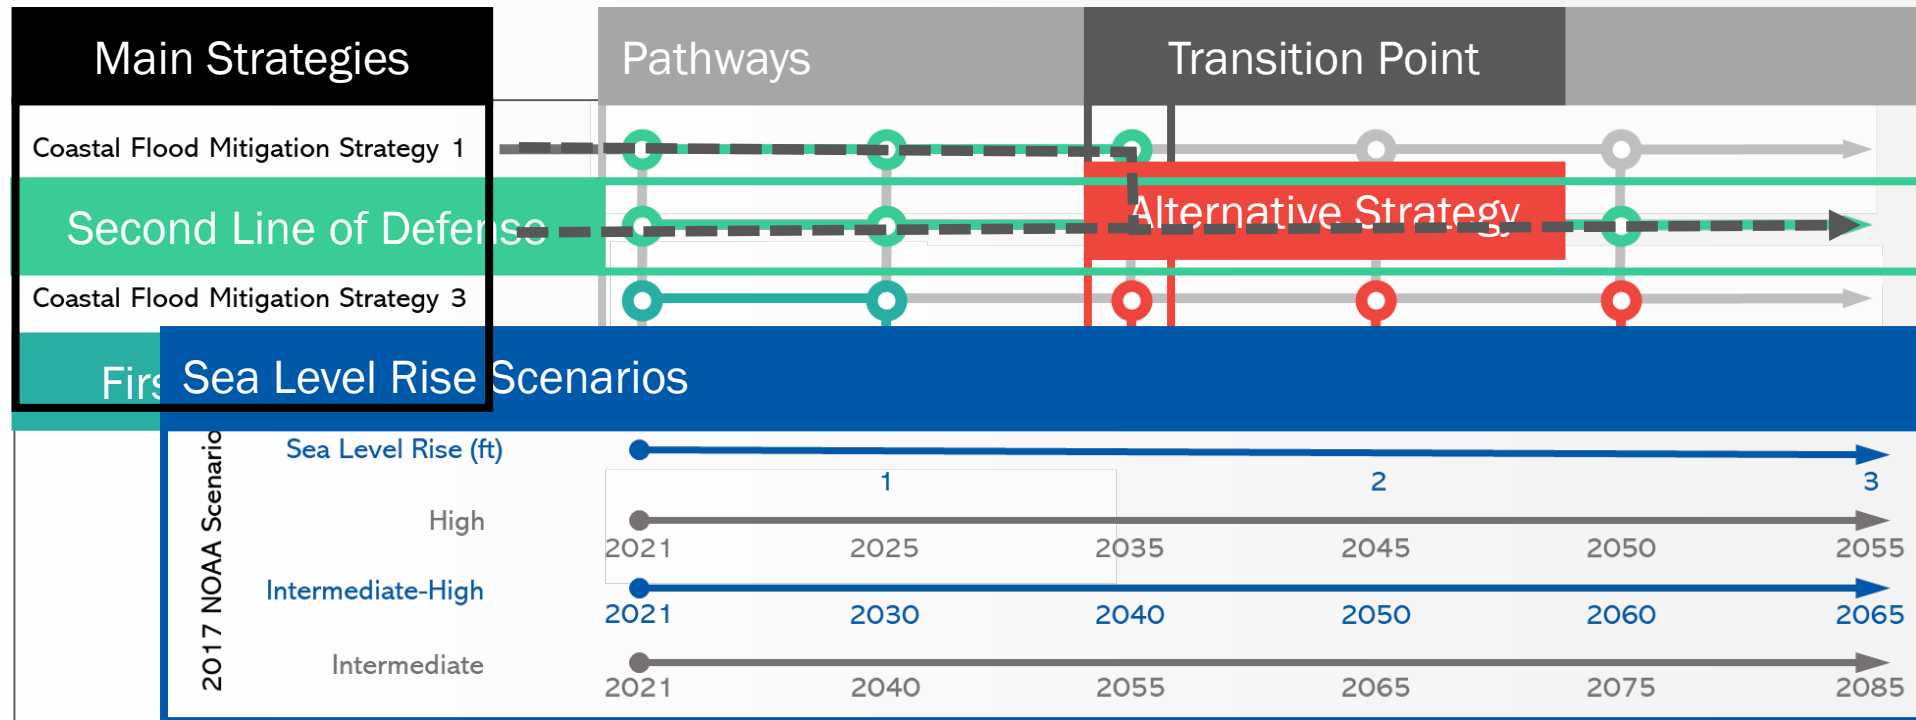 Main Strategies
Pathways
Transition Point
Coastal Flood Mitigation Strategy 1
Second Line of Defense
Alternative Strategy
Coastal Flood Mitigation Strategy 3
Sea Level Rise Scenarios
2017 NOAA Scenario
Sea Level Rise (ft)
1 2 3
High
2021 2025 2035 2045 2050 2055
Intermediate-High
2021 2030 2040 2050 2060 2065
Intermediate
2021 2040 2055 2065 2075 2085